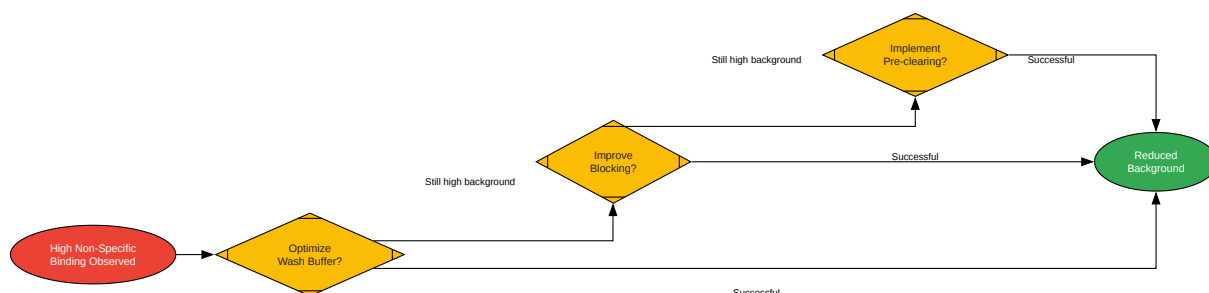 Implement
Pre-clearing?
Still high background
Successful
Improve
Blocking?
Successful
Reduced
Background
Still high background
High Non-Specific
Binding Observed
Optimize
Wash Buffer?
Successful